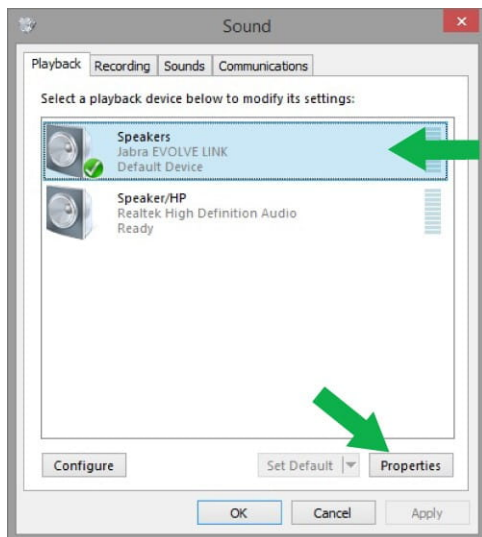 Sound
Playback Recording Sounds Communications
Select a playback device below to modify its settings:
Speakers
Jabra EVOLVE LINK
Default Device
Speaker/HP
Realtek High Definition Audio
Ready
Configure Set Default Properties
OK Cancel Apply